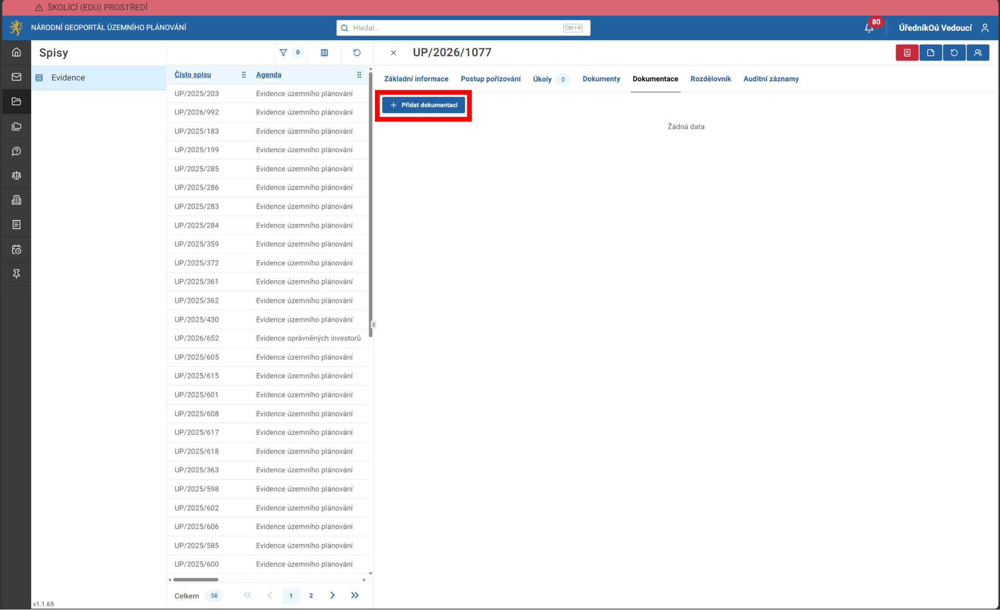 ŠKOLÍCÍ (EDU) PROSTŘEDÍ
NÁRODNÍ GEOPORTÁL ÚZEMNÍHO PLÁNOVÁNÍ
Hledat...
Ctrl+K
80
ÚředníkOú Vedoucí
Spisy
Evidence
0
UP/2026/1077
Základní informace Postup pořizování Úkoly 0 Dokumenty Dokumentace Rozdělovník Auditní záznamy
Přidat dokumentaci
Žádná data
Číslo spisu Agenda
UP/2025/203 Evidence územního plánování
UP/2026/992 Evidence územního plánování
UP/2025/183 Evidence územního plánování
UP/2025/199 Evidence územního plánování
UP/2025/285 Evidence územního plánování
UP/2025/286 Evidence územního plánování
UP/2025/283 Evidence územního plánování
UP/2025/284 Evidence územního plánování
UP/2025/359 Evidence územního plánování
UP/2025/372 Evidence územního plánování
UP/2025/361 Evidence územního plánování
UP/2025/362 Evidence územního plánování
UP/2025/430 Evidence územního plánování
UP/2026/652 Evidence oprávněných investorů
UP/2025/605 Evidence územního plánování
UP/2025/615 Evidence územního plánování
UP/2025/601 Evidence územního plánování
UP/2025/608 Evidence územního plánování
UP/2025/617 Evidence územního plánování
UP/2025/618 Evidence územního plánování
UP/2025/363 Evidence územního plánování
UP/2025/598 Evidence územního plánování
UP/2025/602 Evidence územního plánování
UP/2025/606 Evidence územního plánování
UP/2025/585 Evidence územního plánování
UP/2025/600 Evidence územního plánování
Celkem 58 1 2
v1.1.65